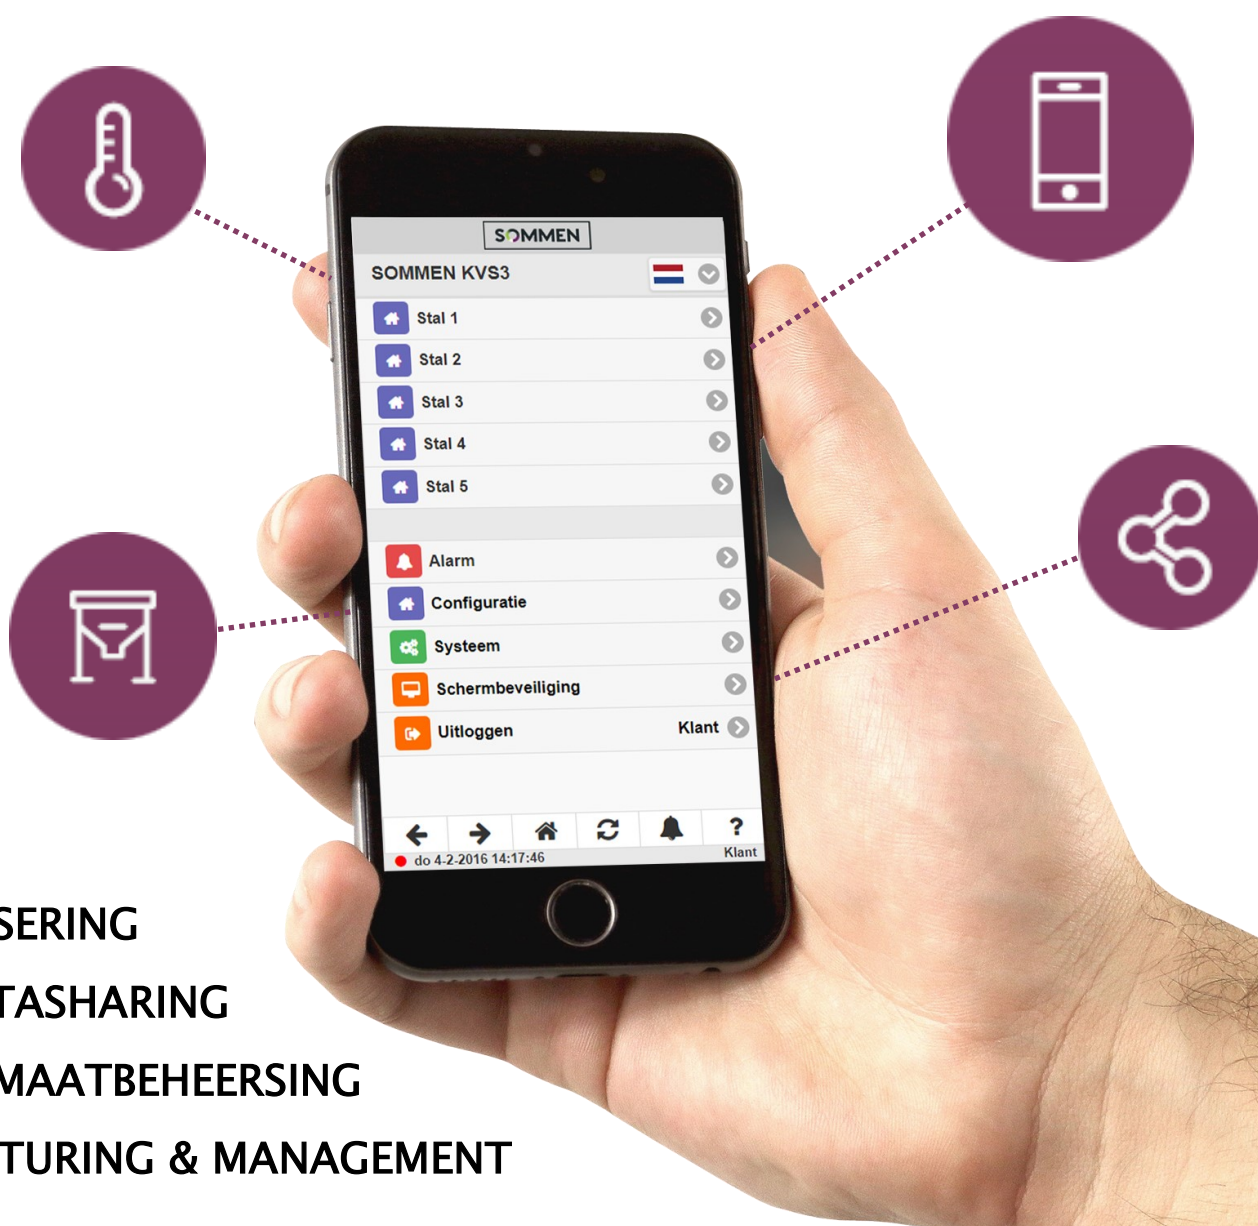 SOMMEN
SOMMEN KVS3
Stal 1
Stal 2
Stal 3
Stal 4
Stal 5
Alarm
Configuratie
Systeem
Schermbeveiliging
Uitloggen Klant
?
do 4-2-2016 14:17:46 Klant
SERING
TASHARING
MAATBEHEERSING
TURING & MANAGEMENT